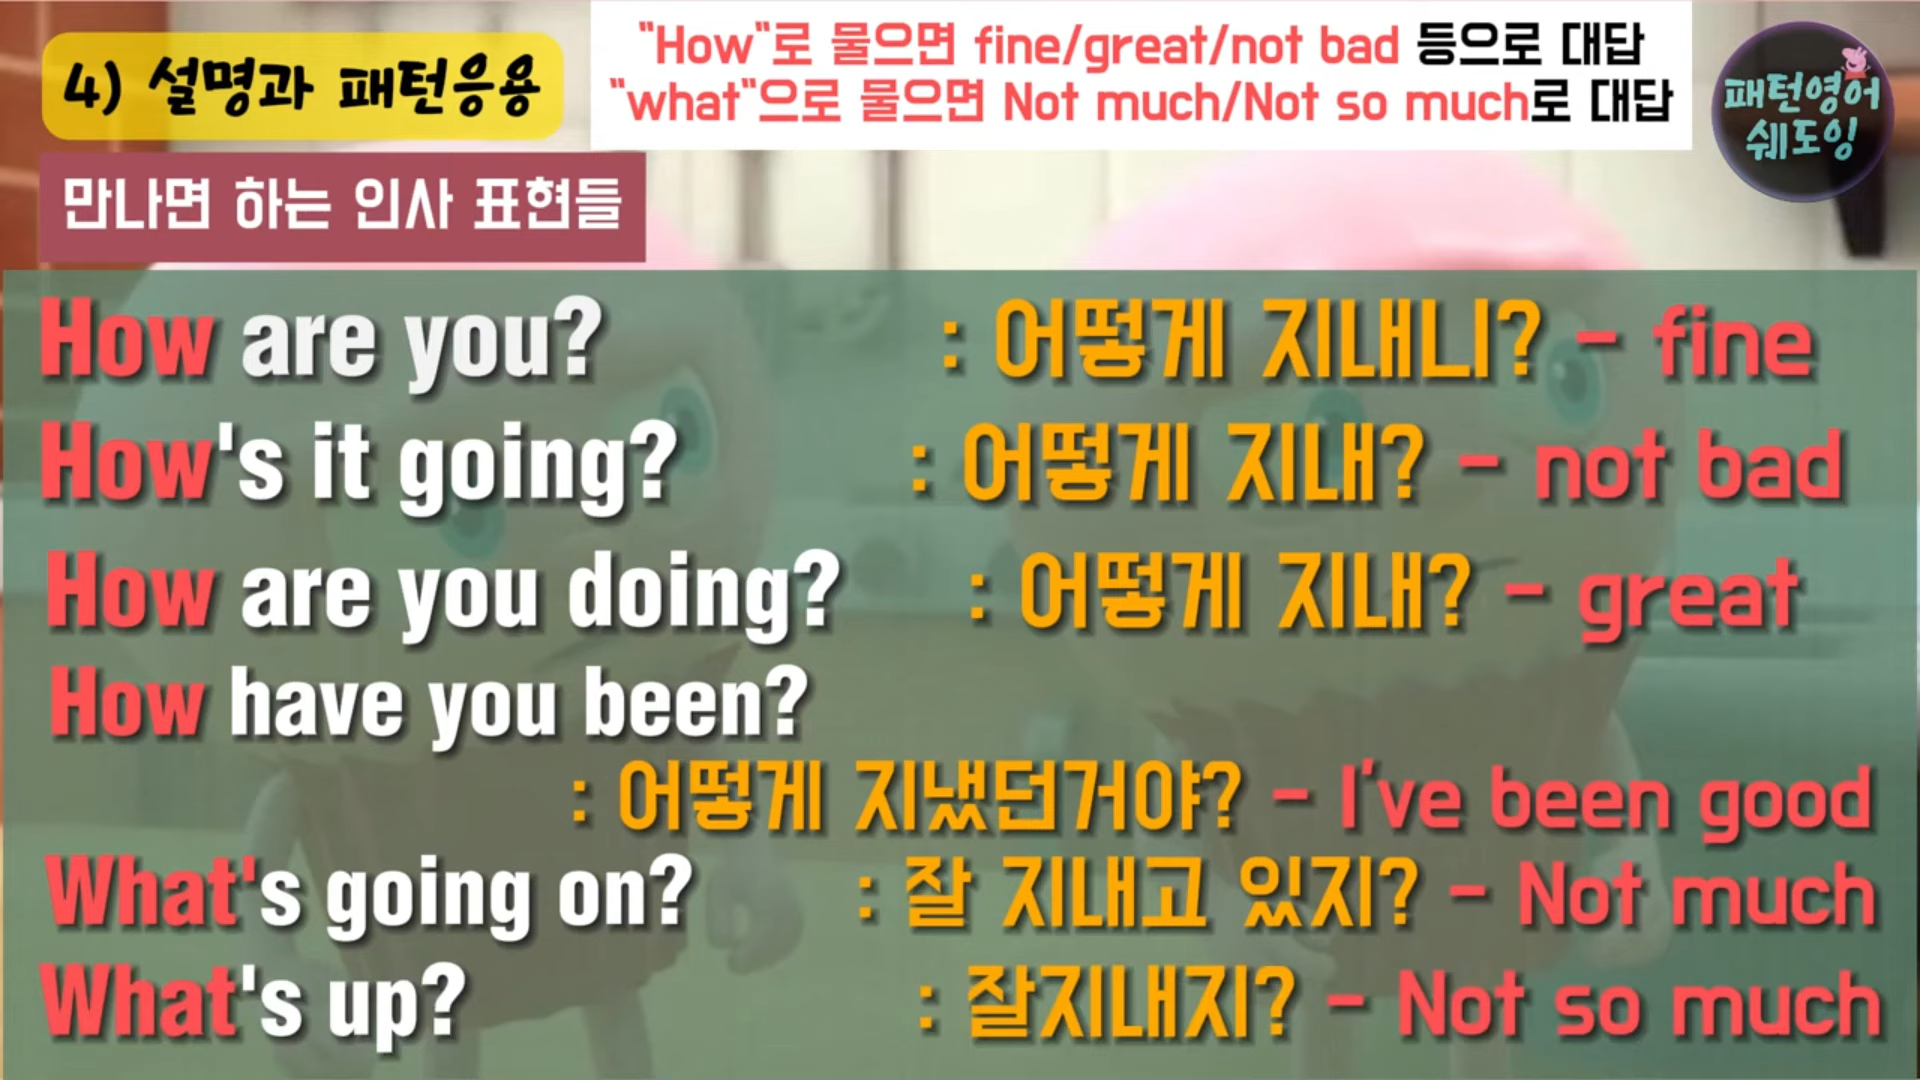 4) 설명과 패턴응용
"How"로 물으면 fine/great/not bad 등으로 대답
"what"으로 물으면 Not much/Not so much로 대답
패턴영어
쉐도잉
만나면 하는 인사 표현들
How are you? : 어떻게 지내니? - fine
How's it going? : 어떻게 지내? - not bad
How are you doing? : 어떻게 지내? - great
How have you been?
: 어떻게 지냈던거야? - I've been good
What's going on? : 잘 지내고 있지? - Not much
What's up? : 잘지내지? - Not so much